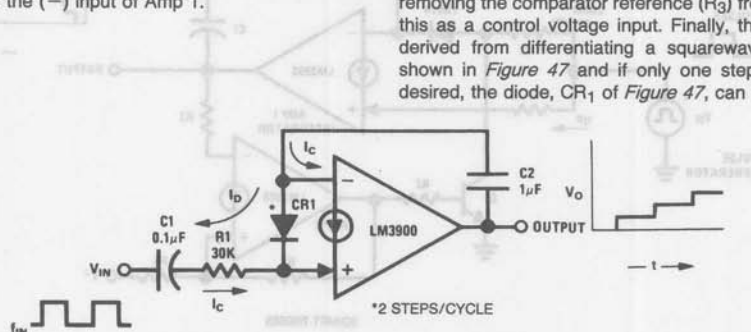 the (−) input of Amp 1.
removing the comparator reference (R3) fro
this as a control voltage input. Finally, th
derived from differentiating a squarewav
shown in Figure 47 and if only one step
desired, the diode, CR1 of Figure 47, can
IC
−
C2
1μF
VO
ID
*
CR1
LM3900
OUTPUT
C1
0.1μF
R1
30K
VIN
+
IC
t
*2 STEPS/CYCLE
fIN